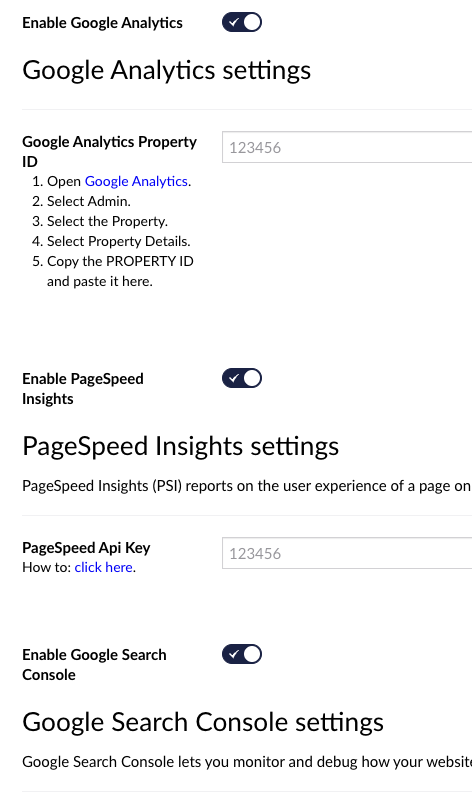 Enable Google Analytics
Google Analytics settings
Google Analytics Property
ID
123456
1. Open Google Analytics.
2. Select Admin.
3. Select the Property.
4. Select Property Details.
5. Copy the PROPERTY ID
and paste it here.
Enable PageSpeed
Insights
PageSpeed Insights settings
PageSpeed Insights (PSI) reports on the user experience of a page on
PageSpeed Api Key
123456
How to: click here.
Enable Google Search
Console
Google Search Console settings
Google Search Console lets you monitor and debug how your website